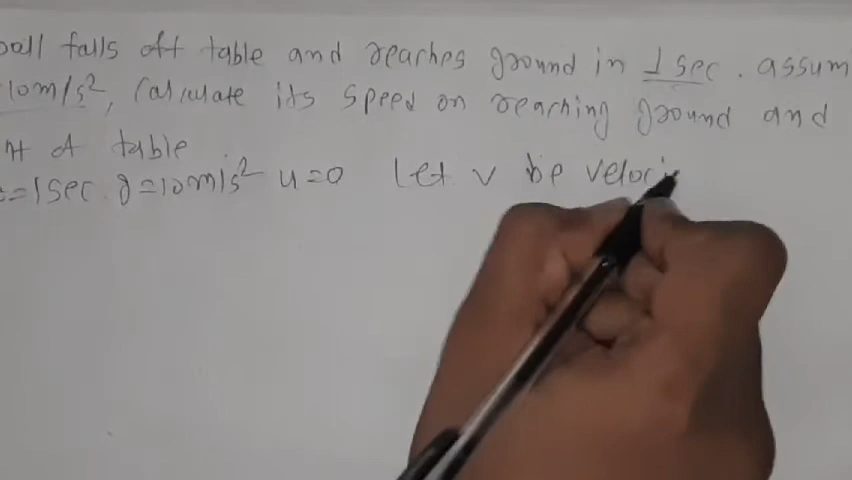 ball falls off table and reaches ground in 1 sec. assum
10m/s², Calculate its speed on reaching ground and
ht of table
t=1sec g=10m/s² u=0 Let v be veloci